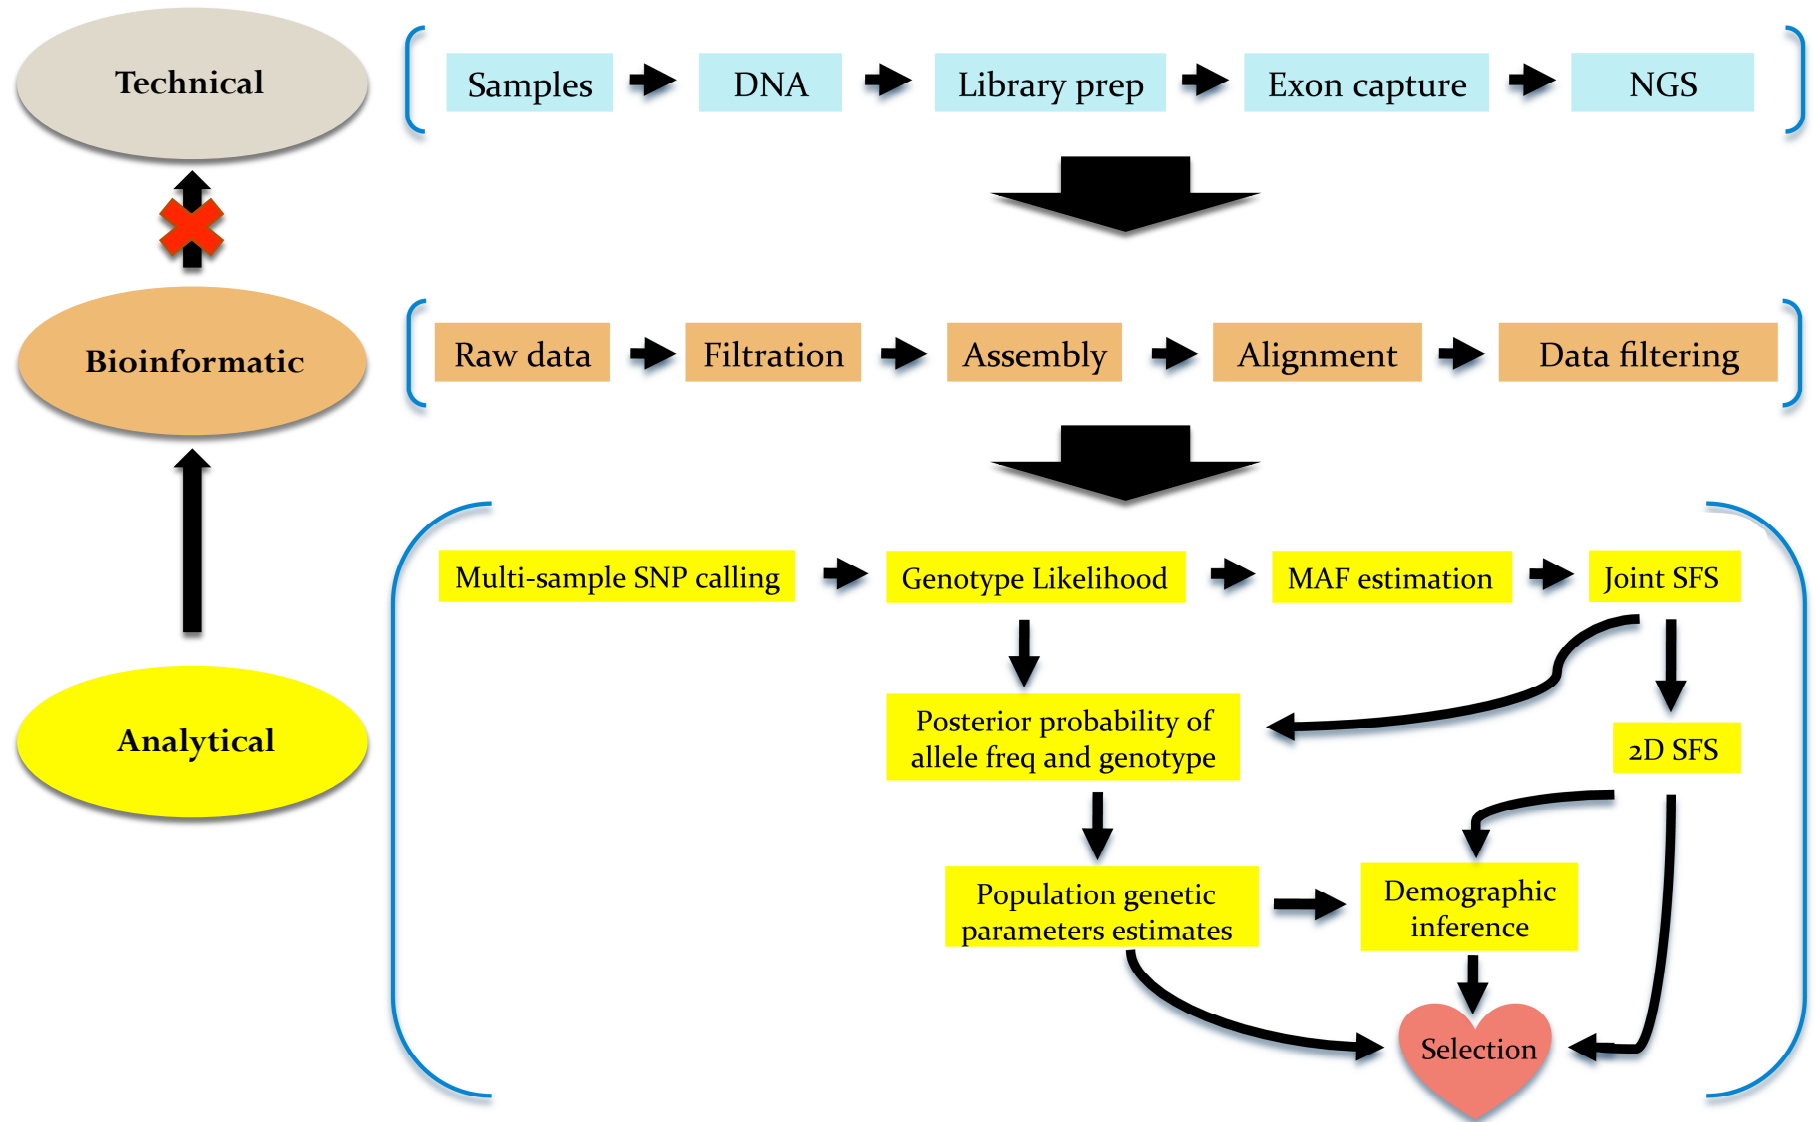 Technical
Samples
DNA
Library prep
Exon capture
NGS
Bioinformatic
Raw data
Filtration
Assembly
Alignment
Data filtering
Analytical
Multi-sample SNP calling
Genotype Likelihood
MAF estimation
Joint SFS
Posterior probability of
allele freq and genotype
2D SFS
Population genetic
parameters estimates
Demographic
inference
Selection